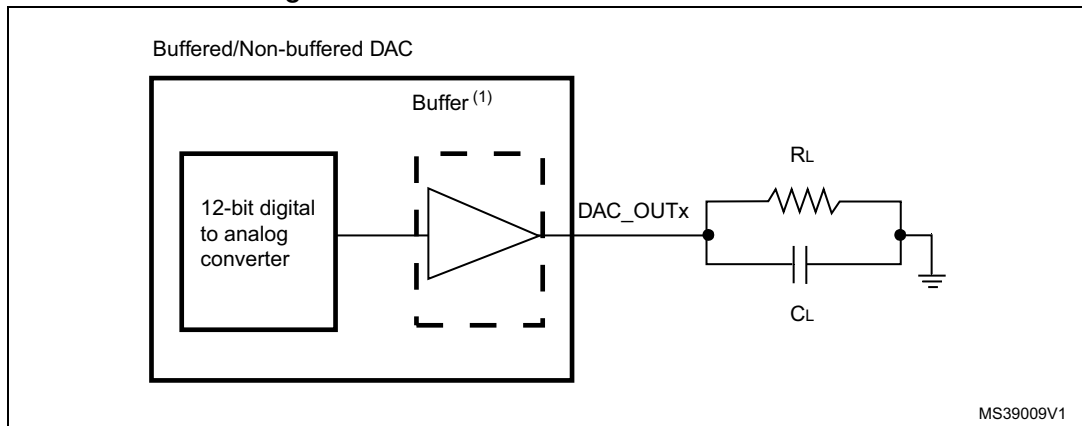 Buffered/Non-buffered DAC
Buffer (1)
12-bit digital
to analog
converter
DAC_OUTx
RL
CL
MS39009V1